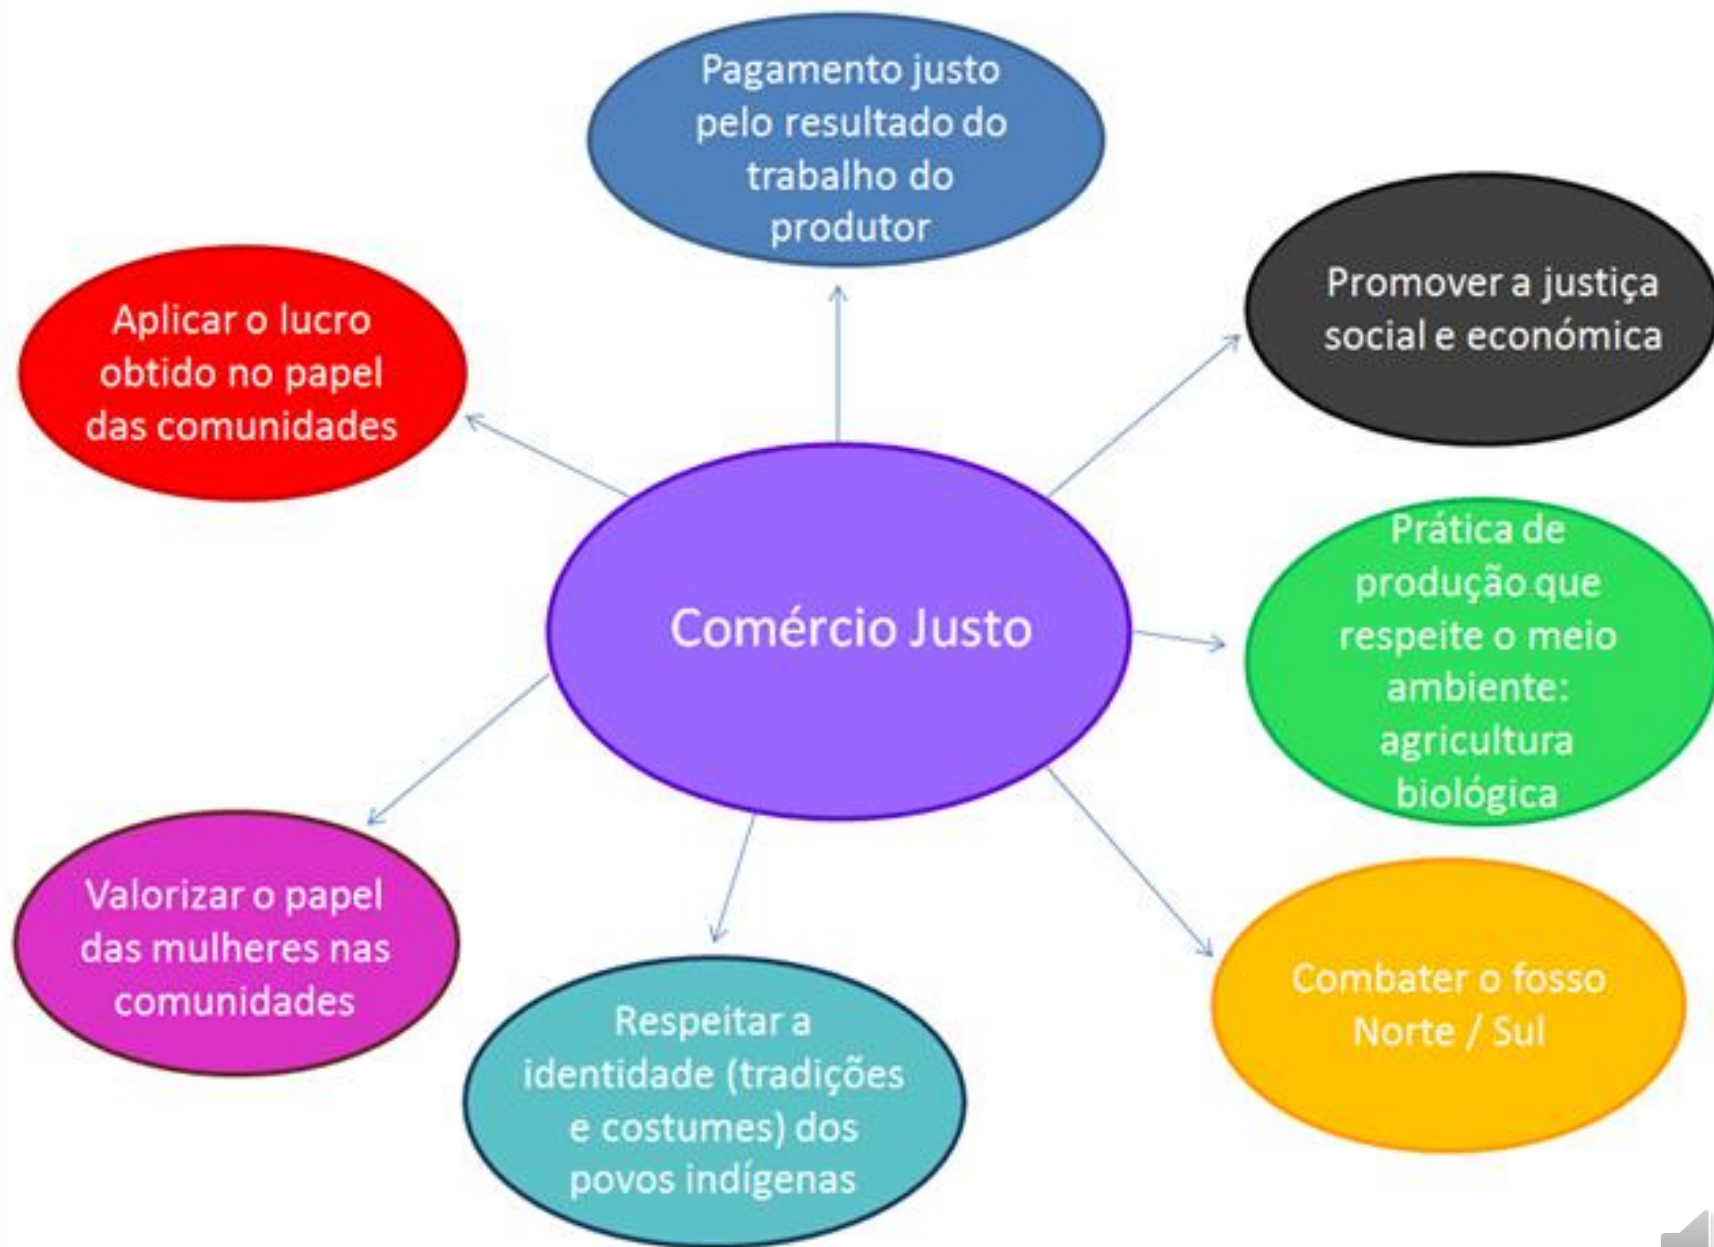 Pagamento justo
pelo resultado do
trabalho do
produtor
Promover a justiça
social e económica
Aplicar o lucro
obtido no papel
das comunidades
Comércio Justo
Prática de
produção que
respeite o meio
ambiente:
agricultura
biológica
Valorizar o papel
das mulheres nas
comunidades
Respeitar a
identidade (tradições
e costumes) dos
povos indígenas
Combater o fosso
Norte / Sul